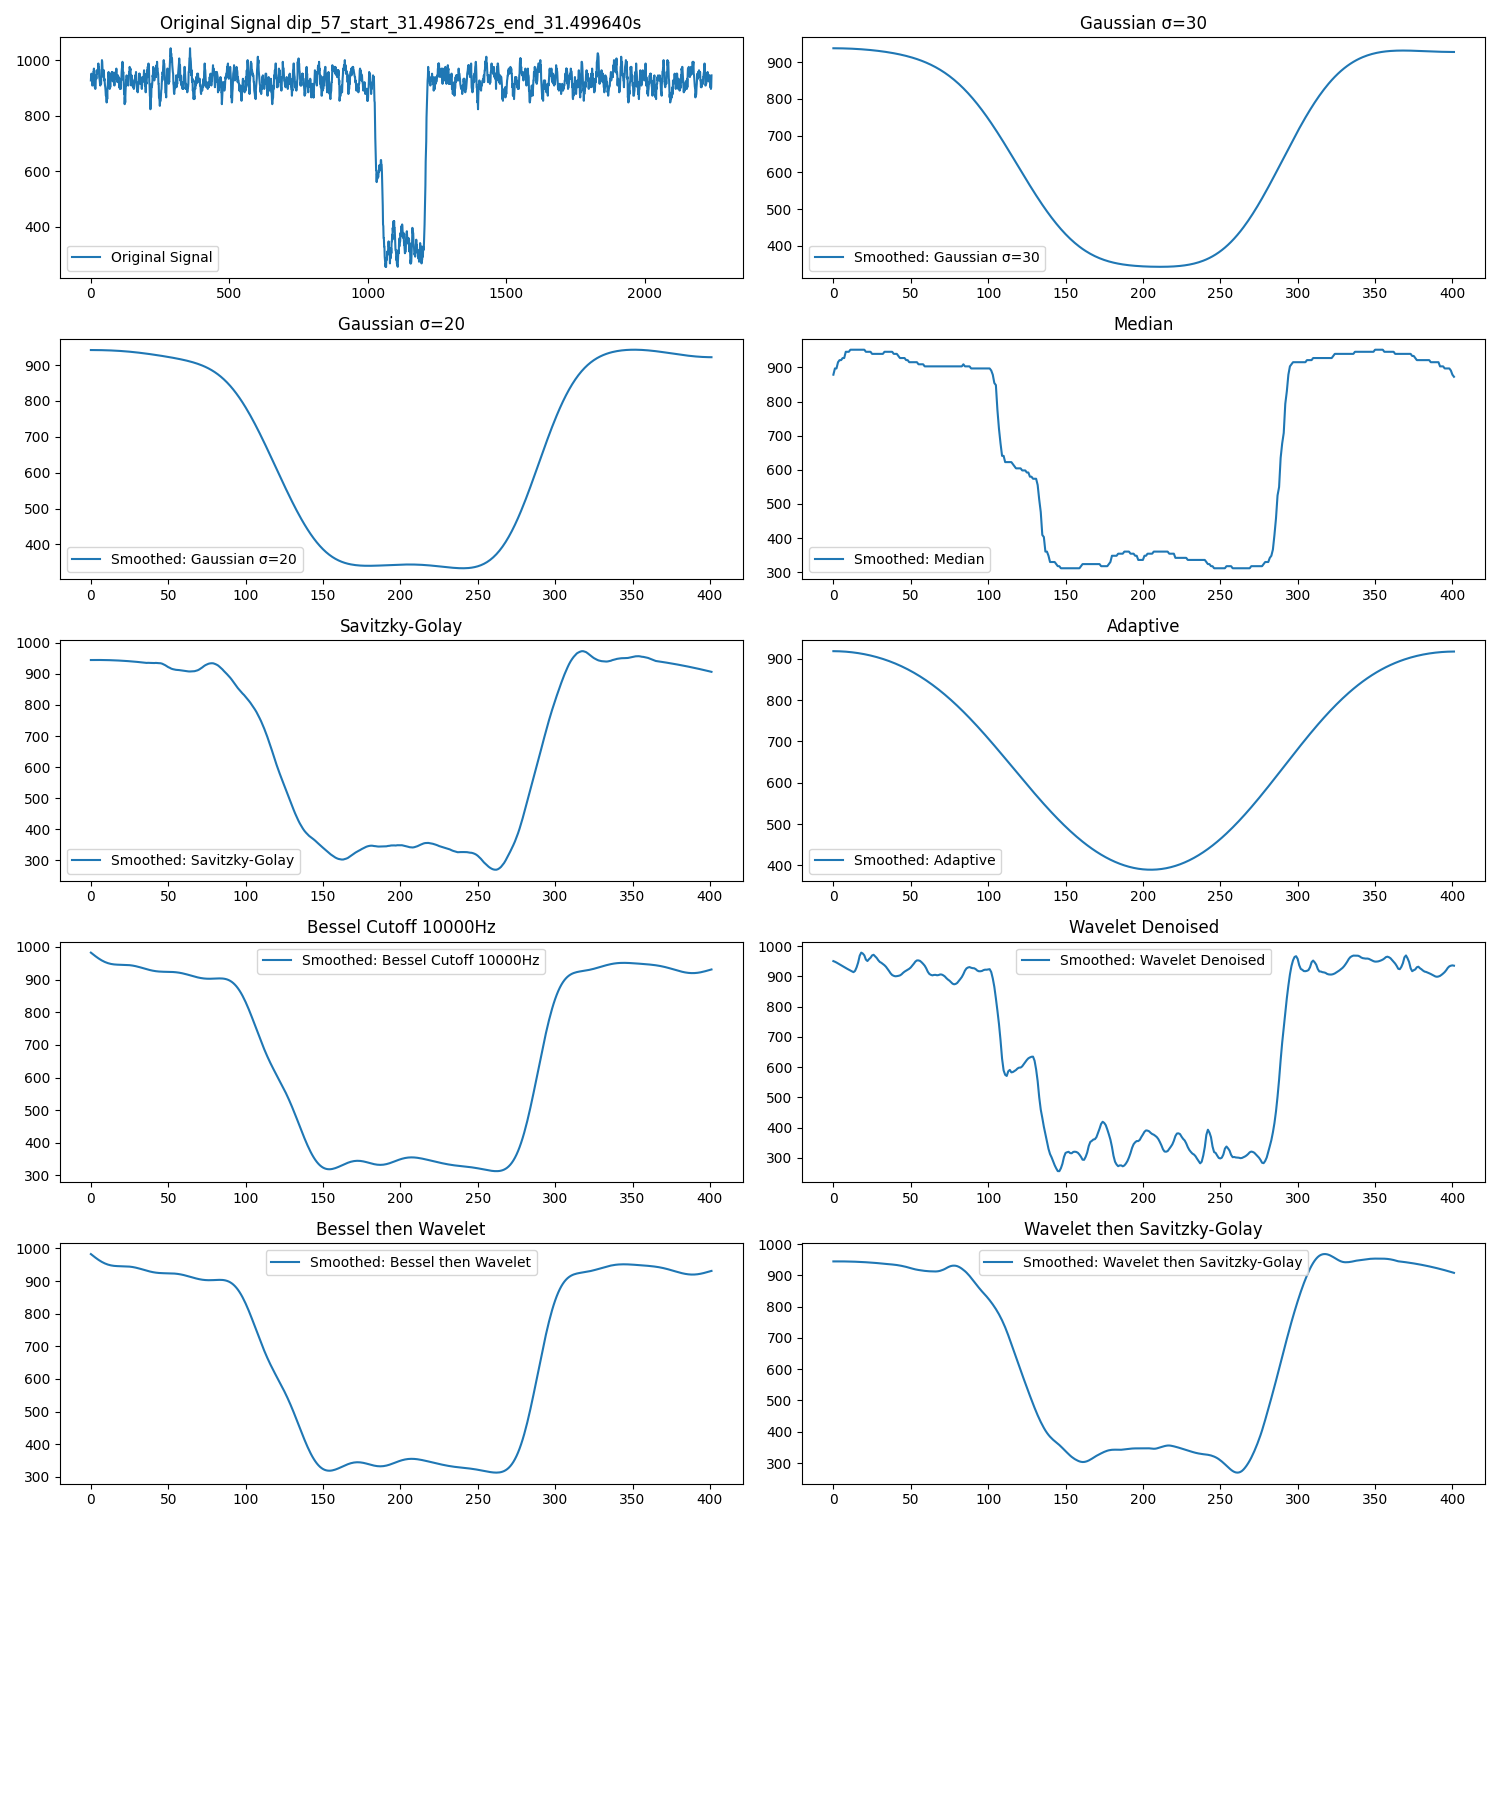 Original Signal dip_57_start_31.498672s_end_31.499640s
1000
800
600
400
Original Signal
0 500 1000 1500 2000
Gaussian σ=30
900
800
700
600
500
400
Smoothed: Gaussian σ=30
0 50 100 150 200 250 300 350 400
Gaussian σ=20
900
800
700
600
500
400
Smoothed: Gaussian σ=20
0 50 100 150 200 250 300 350 400
Median
900
800
700
600
500
400
300
Smoothed: Median
0 50 100 150 200 250 300 350 400
Savitzky-Golay
1000
900
800
700
600
500
400
300
Smoothed: Savitzky-Golay
0 50 100 150 200 250 300 350 400
Adaptive
900
800
700
600
500
400
Smoothed: Adaptive
0 50 100 150 200 250 300 350 400
Bessel Cutoff 10000Hz
Smoothed: Bessel Cutoff 10000Hz
1000
900
800
700
600
500
400
300
0 50 100 150 200 250 300 350 400
Wavelet Denoised
Smoothed: Wavelet Denoised
1000
900
800
700
600
500
400
300
0 50 100 150 200 250 300 350 400
Bessel then Wavelet
Smoothed: Bessel then Wavelet
1000
900
800
700
600
500
400
300
0 50 100 150 200 250 300 350 400
Wavelet then Savitzky-Golay
Smoothed: Wavelet then Savitzky-Golay
1000
900
800
700
600
500
400
300
0 50 100 150 200 250 300 350 400